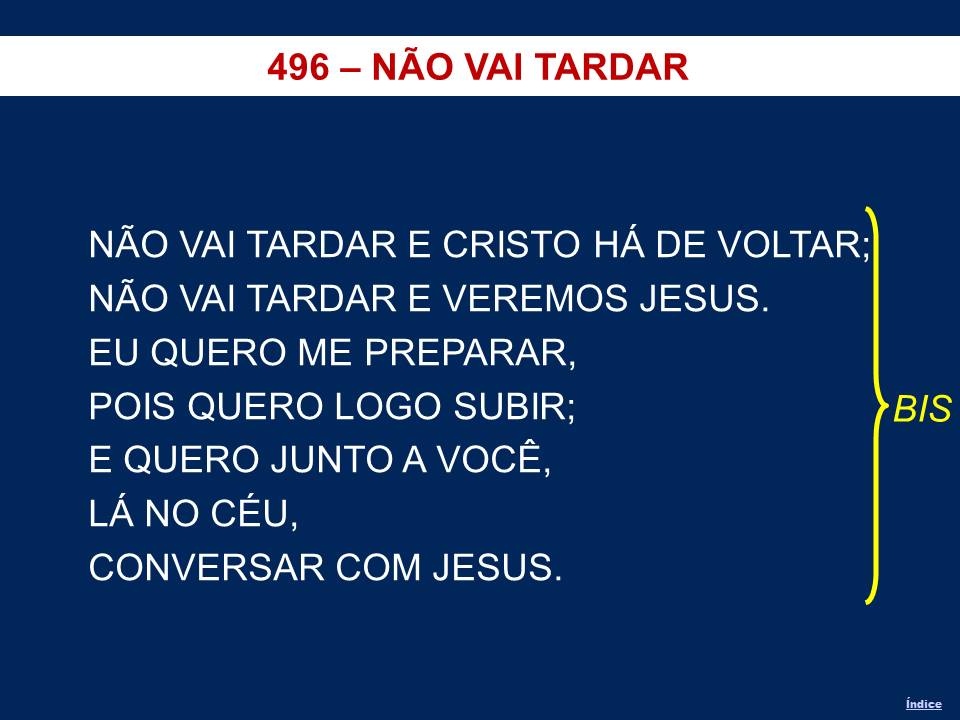 496 – NÃO VAI TARDAR
NÃO VAI TARDAR E CRISTO HÁ DE VOLTAR;
NÃO VAI TARDAR E VEREMOS JESUS.
EU QUERO ME PREPARAR,
POIS QUERO LOGO SUBIR;
E QUERO JUNTO A VOCÊ,
LÁ NO CÉU,
CONVERSAR COM JESUS.
BIS
Índice